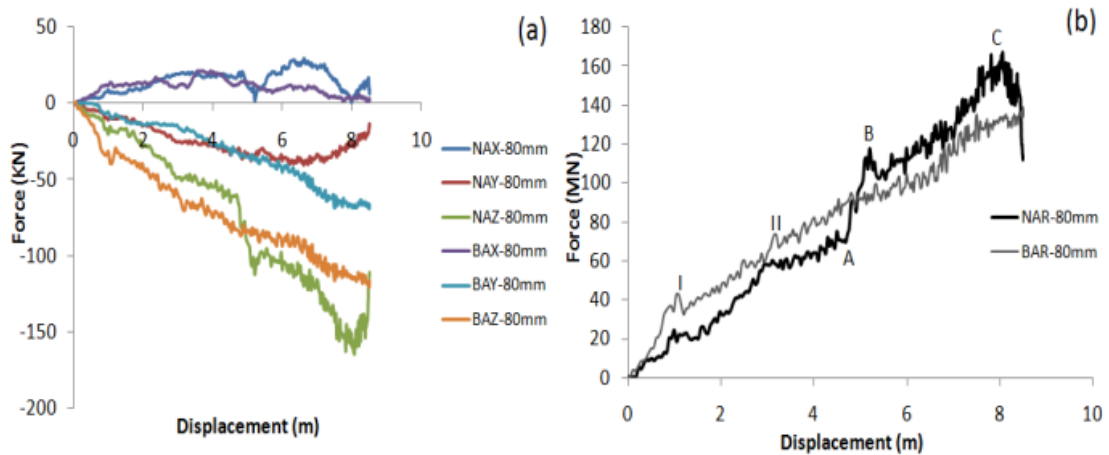 (a)
50
0
-50
-100
-150
-200
0
2
4
6
8
10
Force (KN)
Displacement (m)
NAX-80mm
NAY-80mm
NAZ-80mm
BAX-80mm
BAY-80mm
BAZ-80mm
(b)
180
160
140
120
100
80
60
40
20
0
0
2
4
6
8
10
Force (MN)
Displacement (m)
I
II
A
B
C
NAR-80mm
BAR-80mm